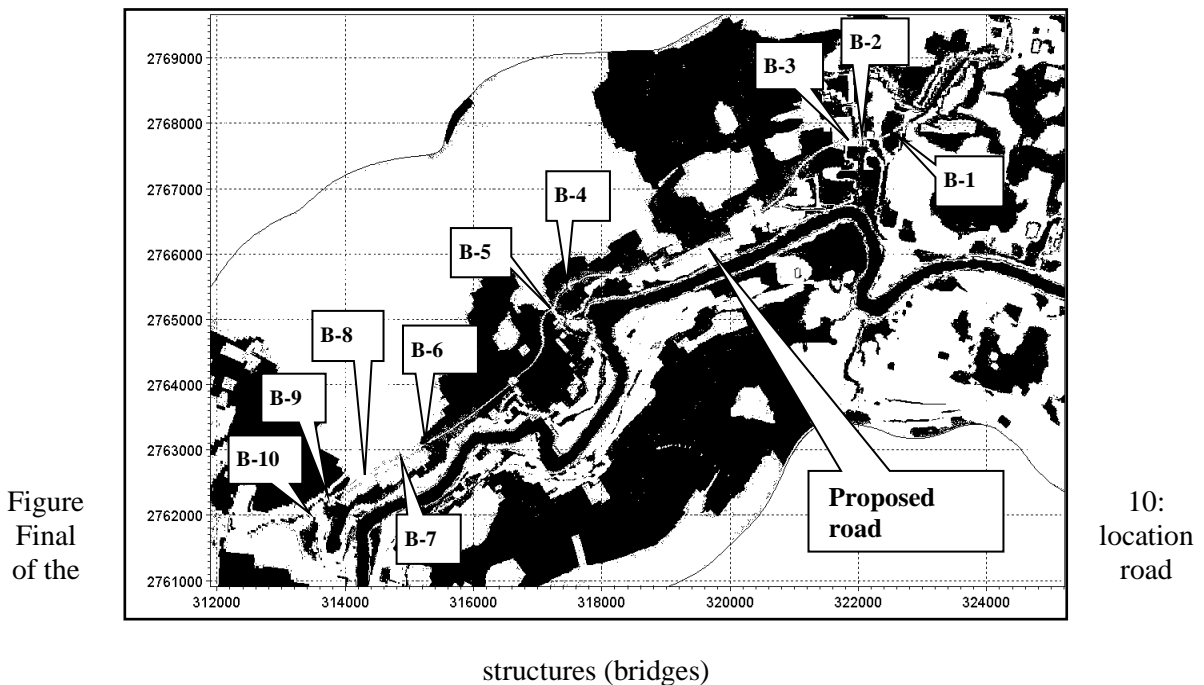 2769000
2768000
2767000
2766000
2765000
2764000
2763000
2762000
2761000
312000
314000
316000
318000
320000
322000
324000
B-2
B-3
B-1
B-4
B-5
B-8
B-6
B-9
B-10
B-7
Proposed
road
Figure 10:
Final location
of the road
structures (bridges)